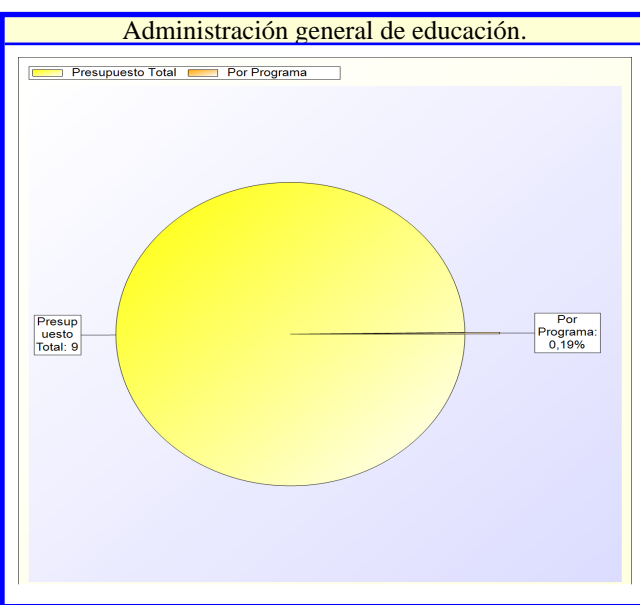 Administración general de educación.
Presupuesto Total Por Programa
Presup
uesto
Total: 9
Por
Programa:
0,19%